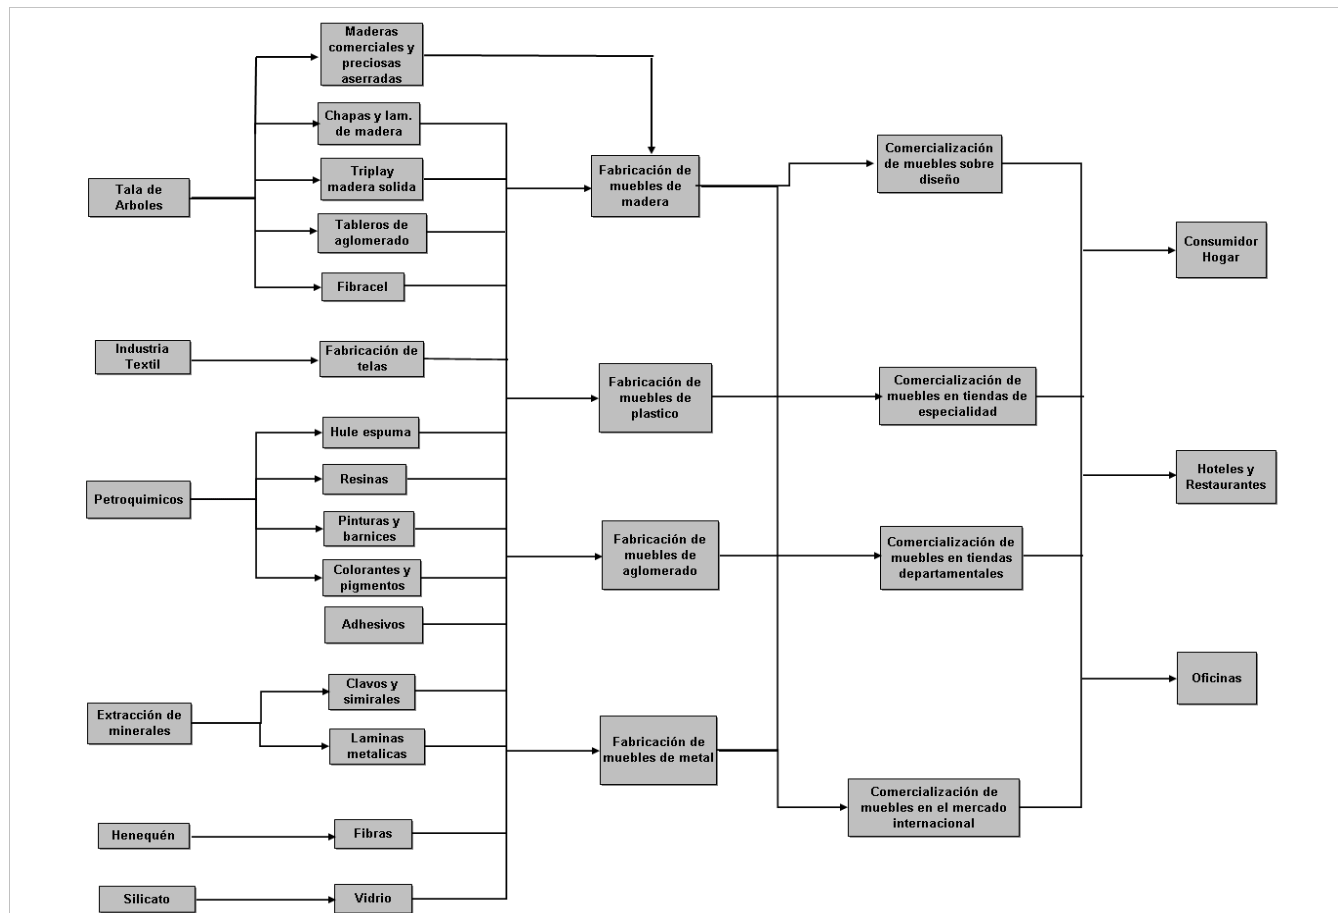 Maderas
comerciales y
preciosas
aserradas
Chapas y lam.
de madera
Triplay
madera solida
Tableros de
aglomerado
Fibracel
Tala de
Arboles
Industria
Textil
Fabricación de
telas
Petroquimicos
Hule espuma
Resinas
Pinturas y
barnices
Colorantes y
pigmentos
Adhesivos
Extracción de
minerales
Clavos y
simirales
Laminas
metalicas
Henequén
Fibras
Silicato
Vidrio
Fabricación de
muebles de
madera
Fabricación de
muebles de
plastico
Fabricación de
muebles de
aglomerado
Fabricación de
muebles de metal
Comercialización
de muebles sobre
diseño
Comercialización de
muebles en tiendas de
especialidad
Comercialización de
muebles en tiendas
departamentales
Comercialización de
muebles en el mercado
internacional
Consumidor
Hogar
Hoteles y
Restaurantes
Oficinas